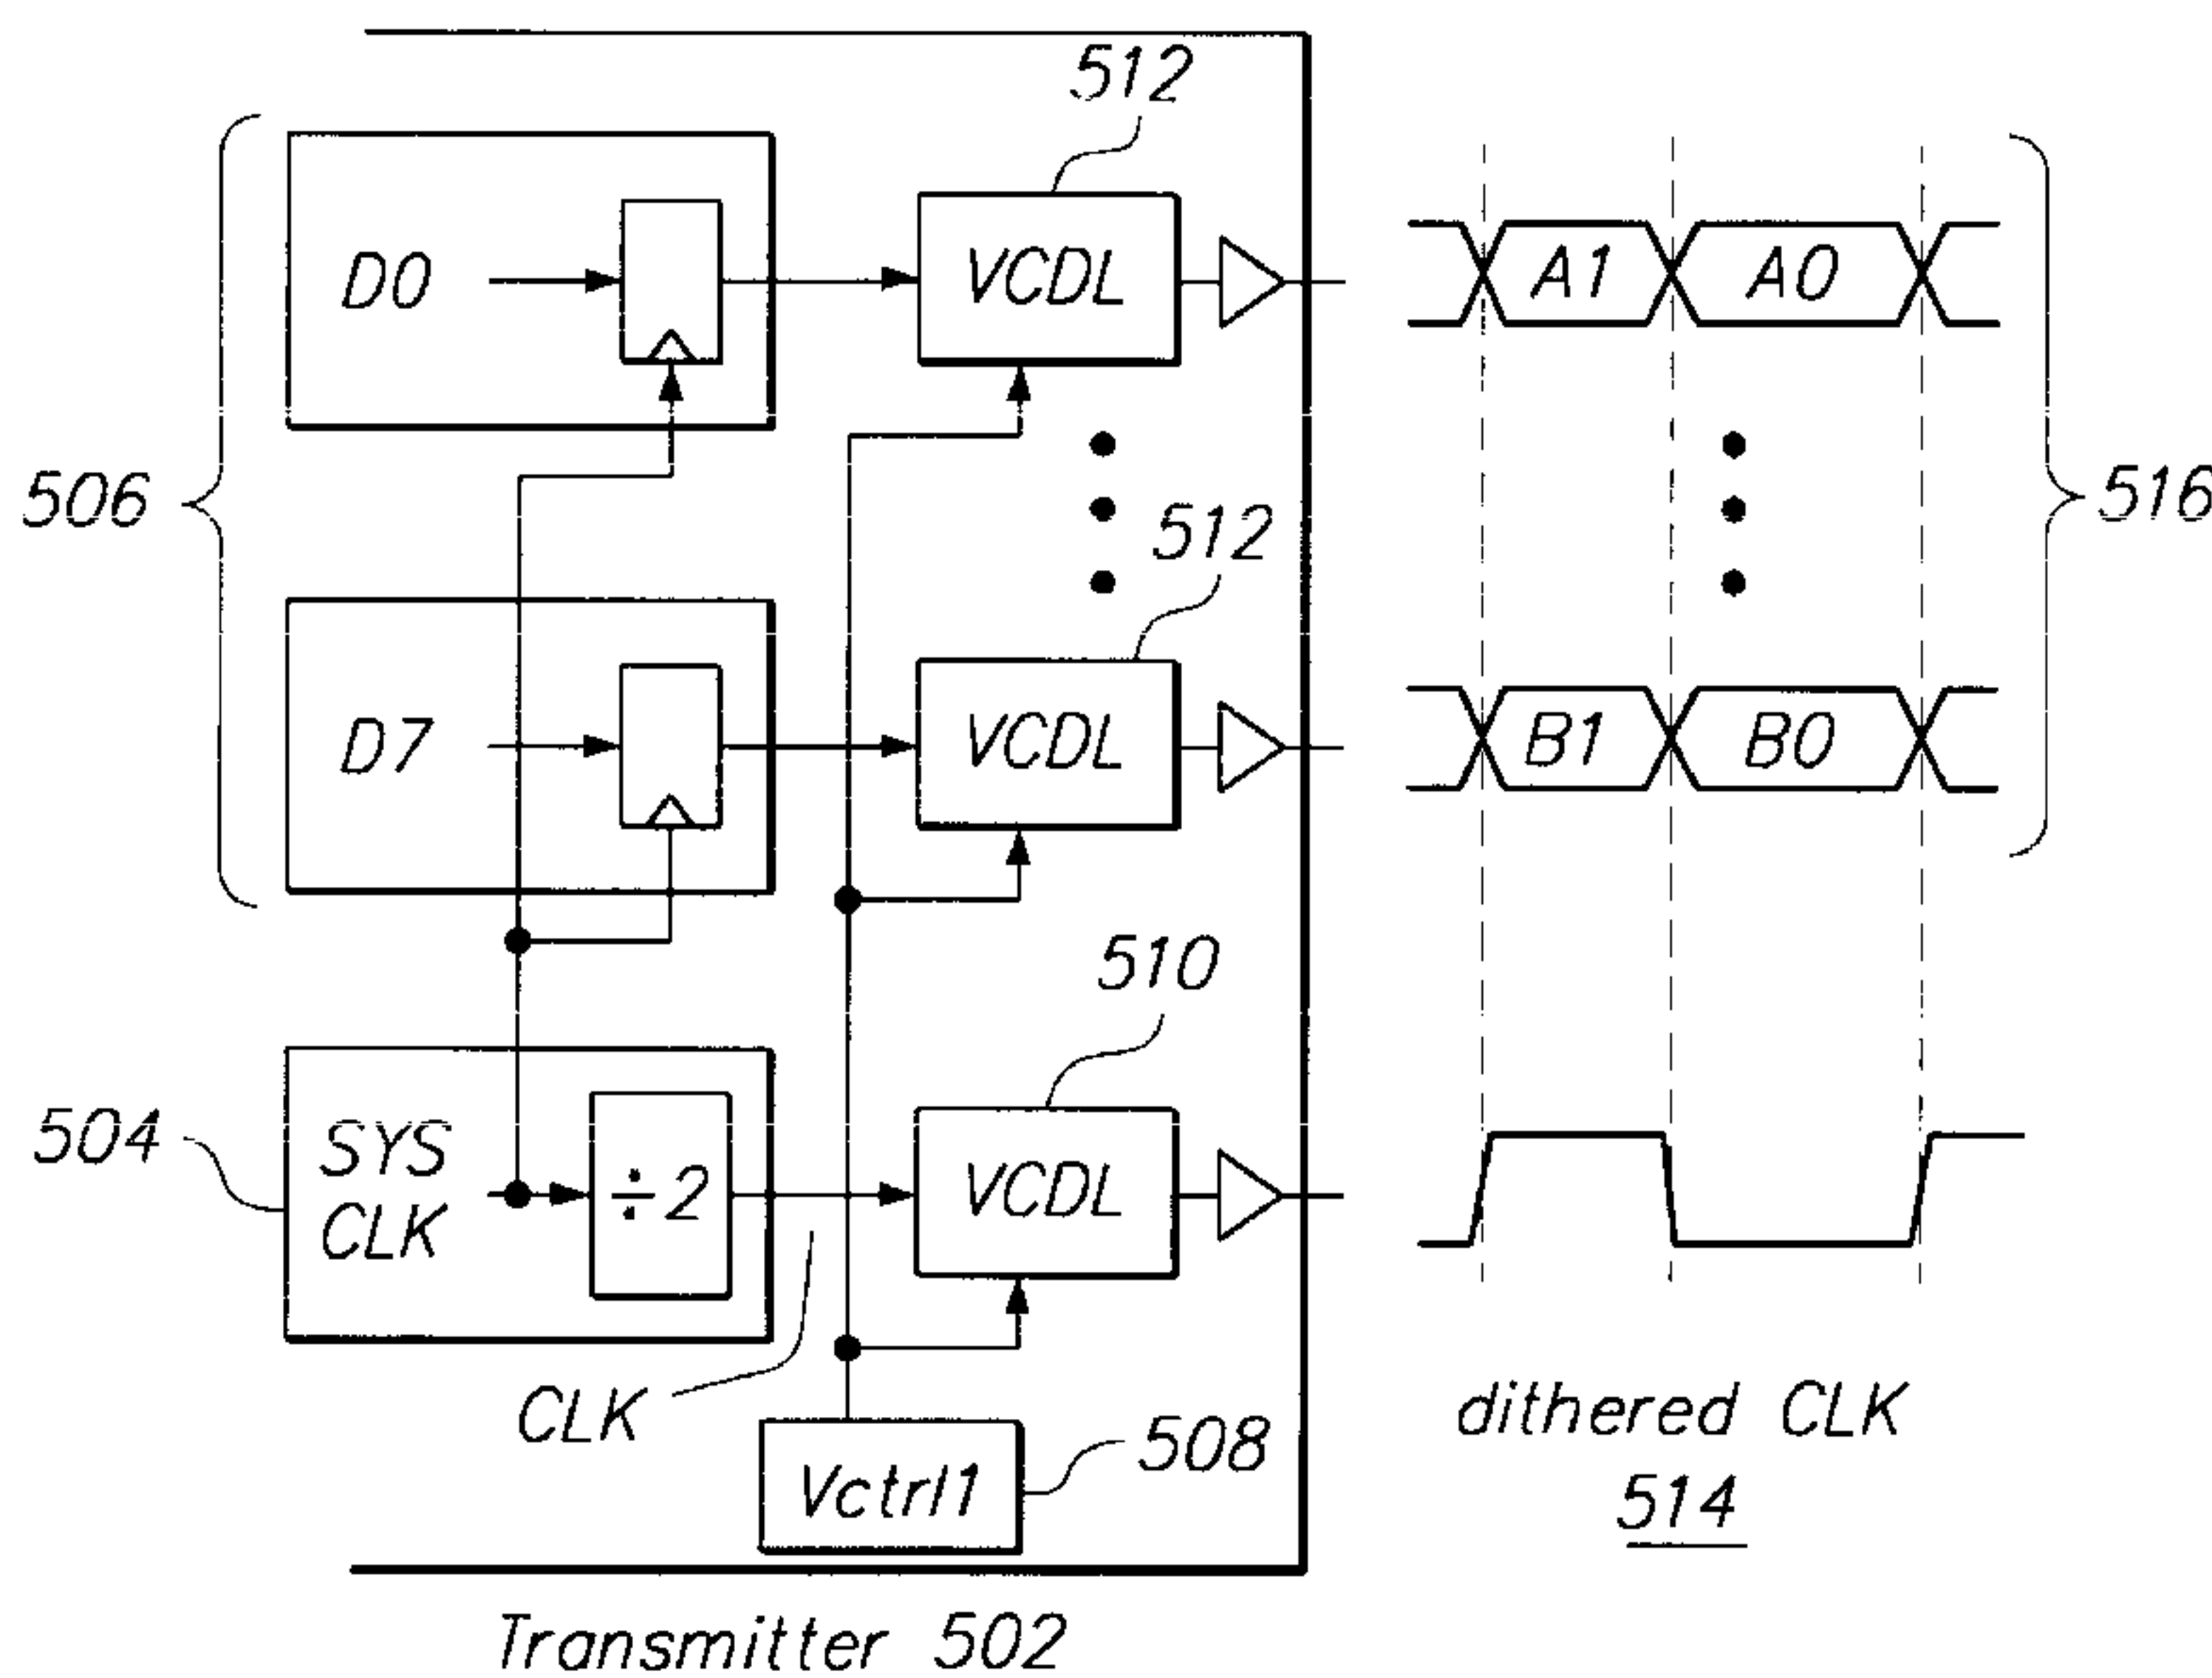 512
D0
VCDL
A1
A0
506
516
512
D7
VCDL
B1
B0
510
504
SYS
CLK
÷2
VCDL
CLK
Vctrl1
508
dithered CLK
514
Transmitter 502